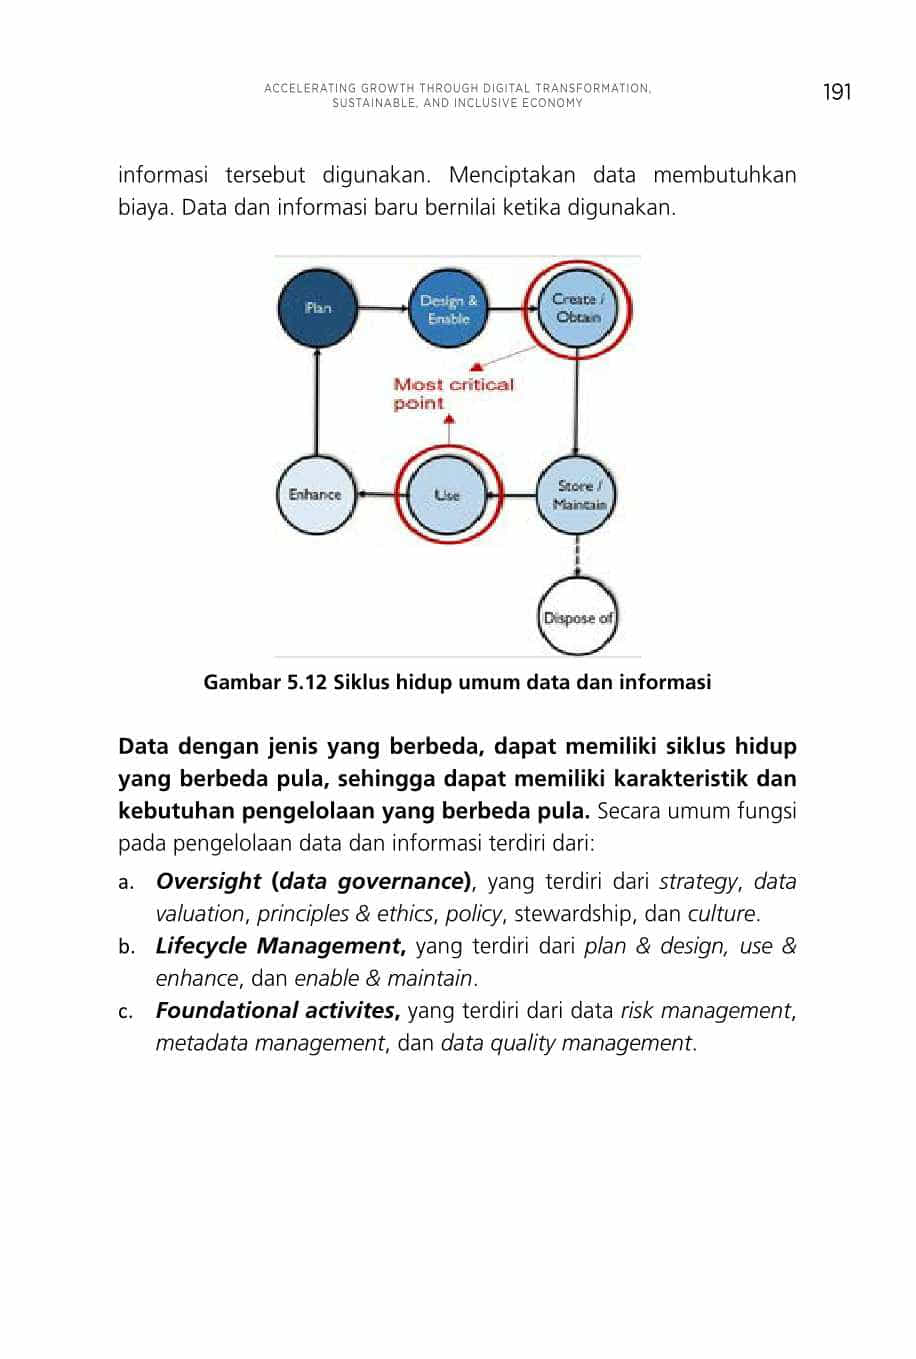 ACCELERATING GROWTH THROUGH DIGITAL TRANSFORMATION,
SUSTAINABLE, AND INCLUSIVE ECONOMY
191
informasi tersebut digunakan. Menciptakan data membutuhkan
biaya. Data dan informasi baru bernilai ketika digunakan.
Plan
Design &
Enable
Create /
Obtain
Most critical
point
Enhance
Use
Store /
Maintain
Dispose of
Gambar 5.12 Siklus hidup umum data dan informasi
Data dengan jenis yang berbeda, dapat memiliki siklus hidup
yang berbeda pula, sehingga dapat memiliki karakteristik dan
kebutuhan pengelolaan yang berbeda pula. Secara umum fungsi
pada pengelolaan data dan informasi terdiri dari:
a. Oversight (data governance), yang terdiri dari strategy, data
valuation, principles & ethics, policy, stewardship, dan culture.
b. Lifecycle Management, yang terdiri dari plan & design, use &
enhance, dan enable & maintain.
c. Foundational activites, yang terdiri dari data risk management,
metadata management, dan data quality management.